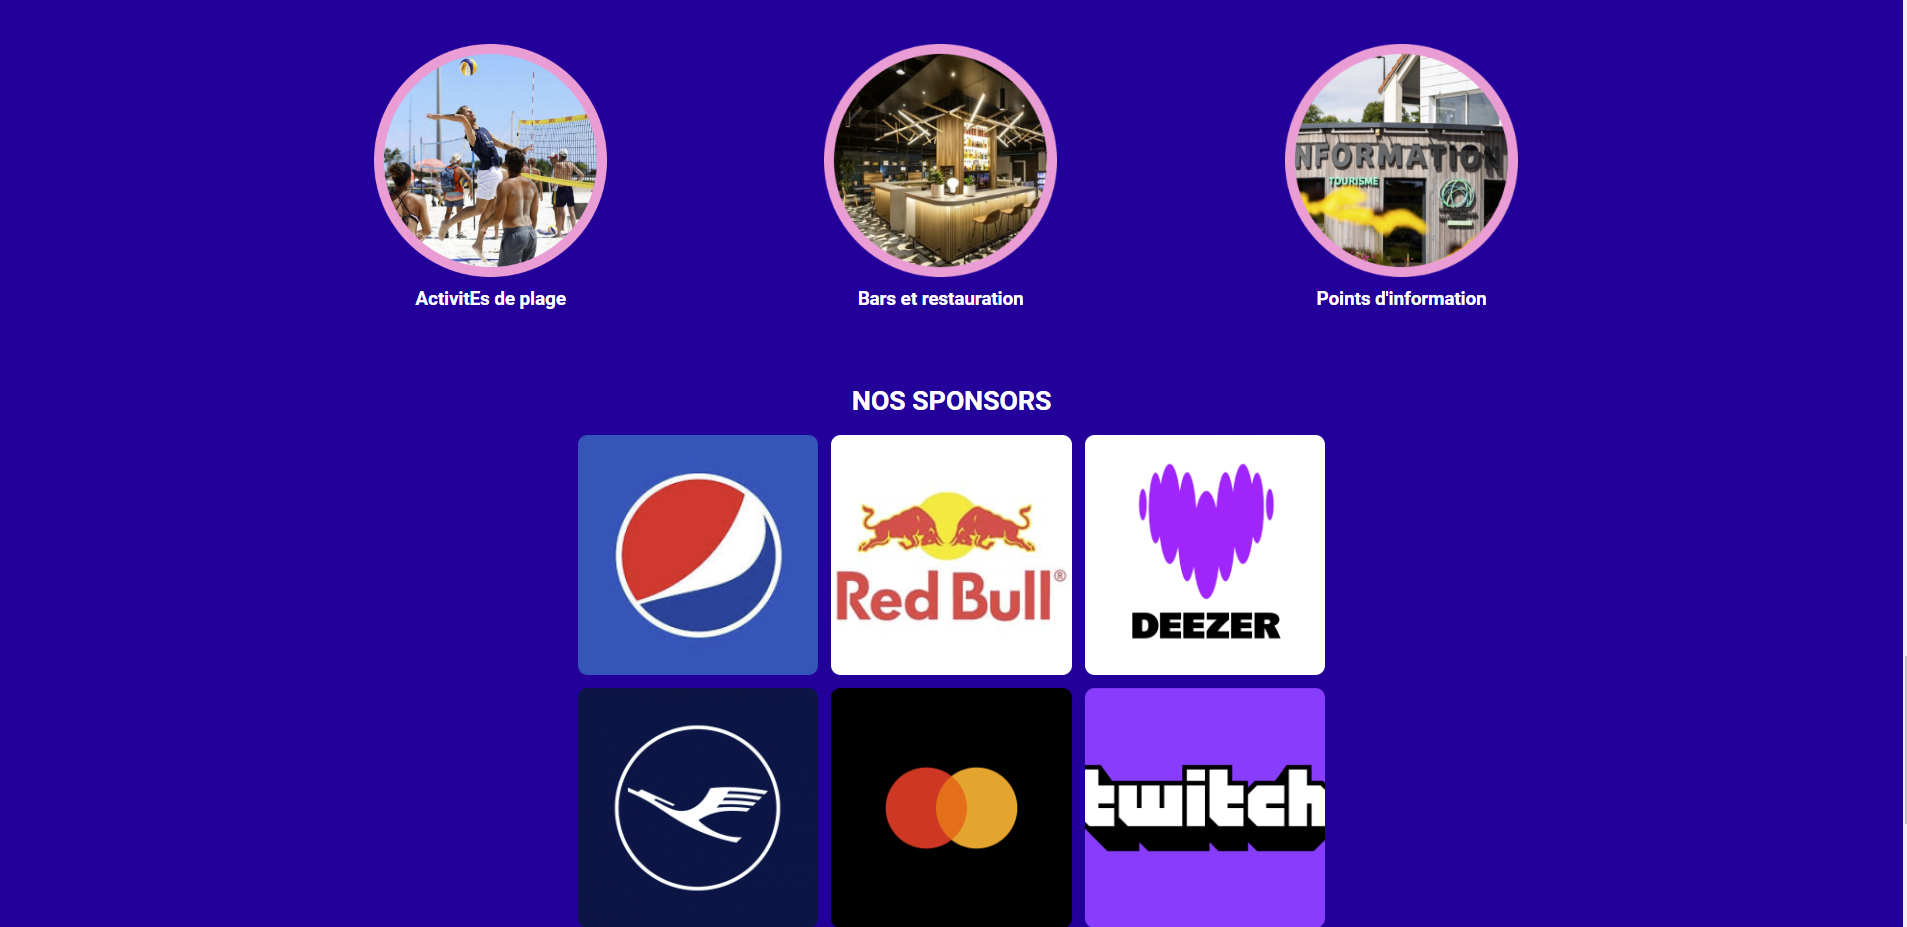 NFORMATION
TOURISME
ActivitEs de plage
Bars et restauration
Points d'information
NOS SPONSORS
Red Bull®
DEEZER
twitch